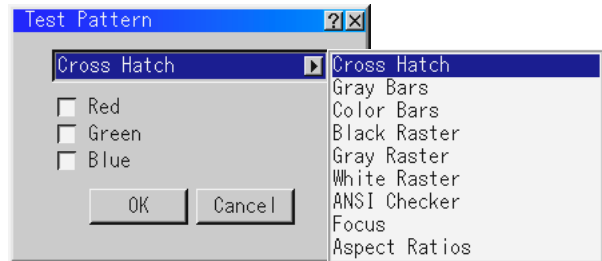 Test Pattern
Cross Hatch
Red
Green
Blue
OK Cancel
Cross Hatch
Gray Bars
Color Bars
Black Raster
Gray Raster
White Raster
ANSI Checker
Focus
Aspect Ratios